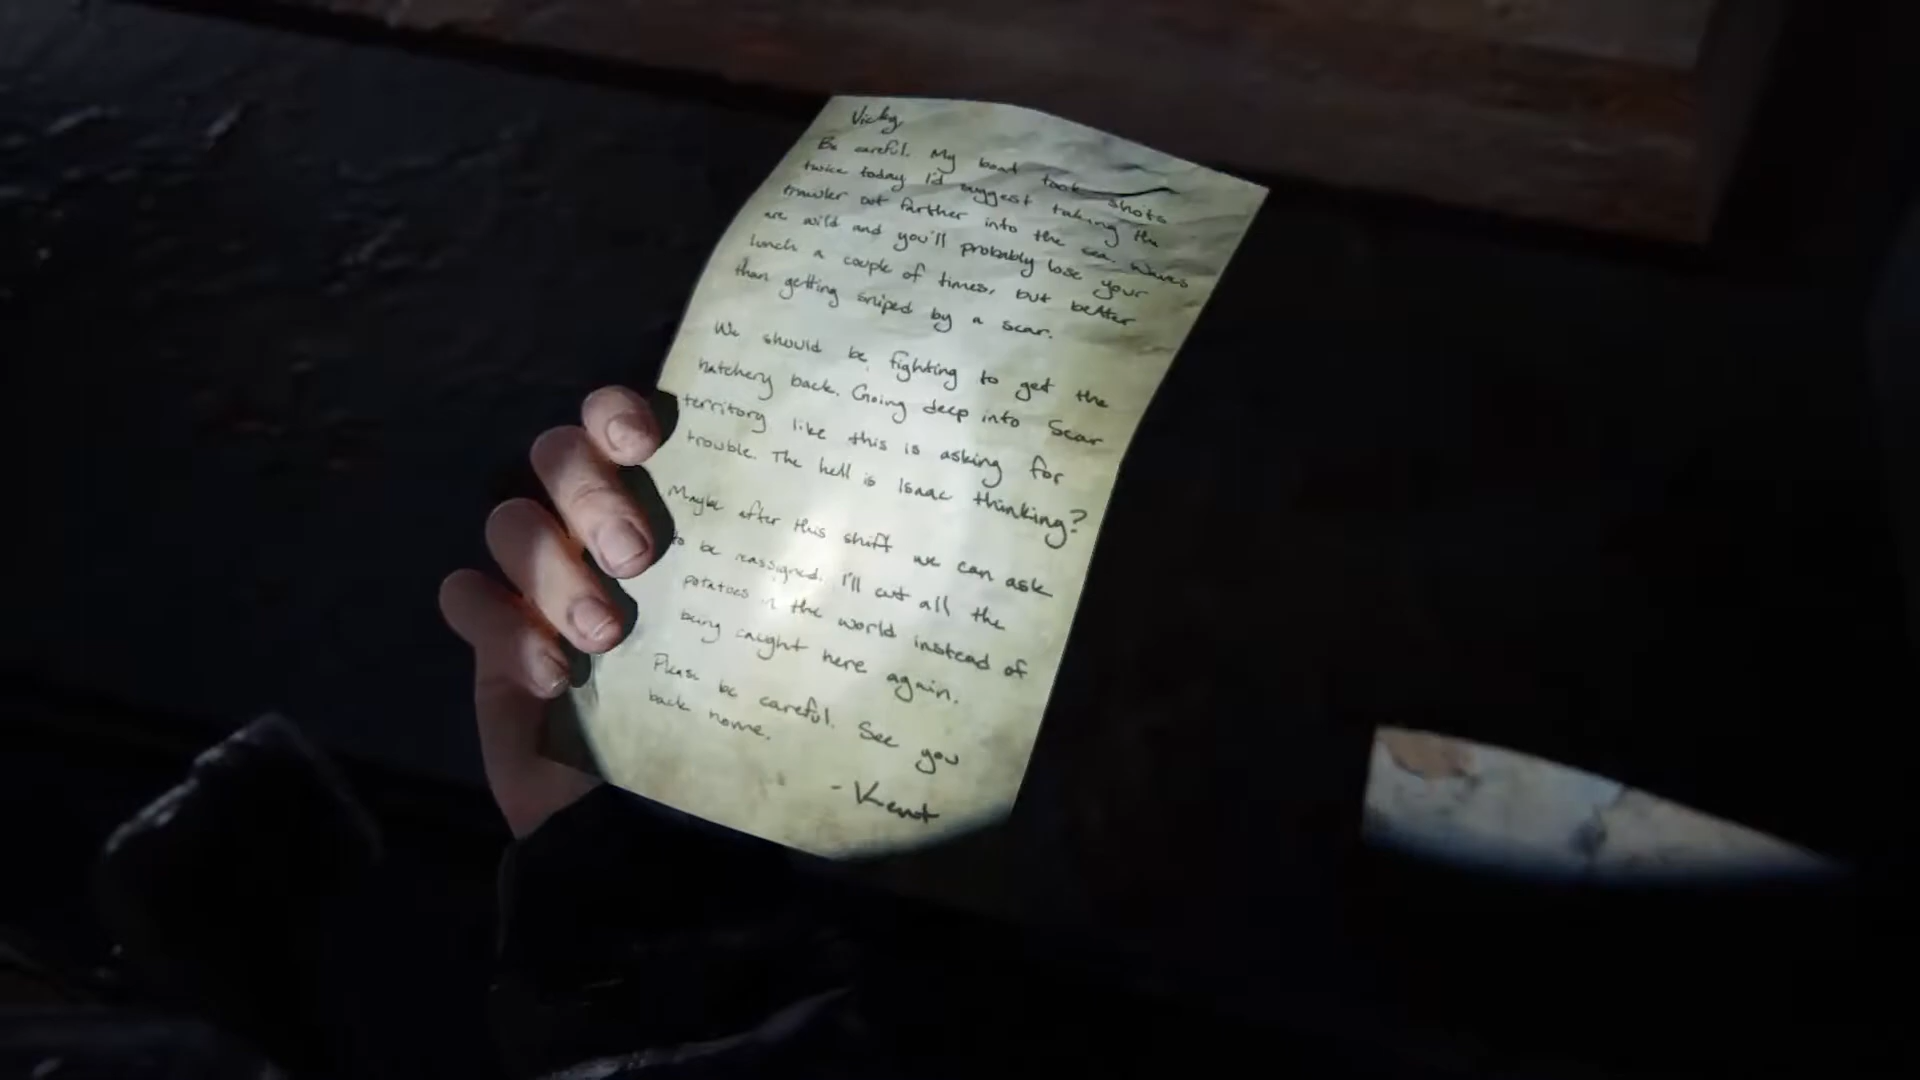 Vicky
Be careful. My boat took shots
twice today I'd suggest taking the
trawler out farther into the sea. Waves
are wild and you'll probably lose your
lunch a couple of times, but better
than getting sniped by a scar.
We should be fighting to get the
hatchery back. Going deep into Scar
territory like this is asking for
trouble. The hell is Isaac thinking?
Maybe after this shift we can ask
to be reassigned. I'll cut all the
potatoes in the world instead of
being caught here again.
Please be careful. See you
back home.
- Kent